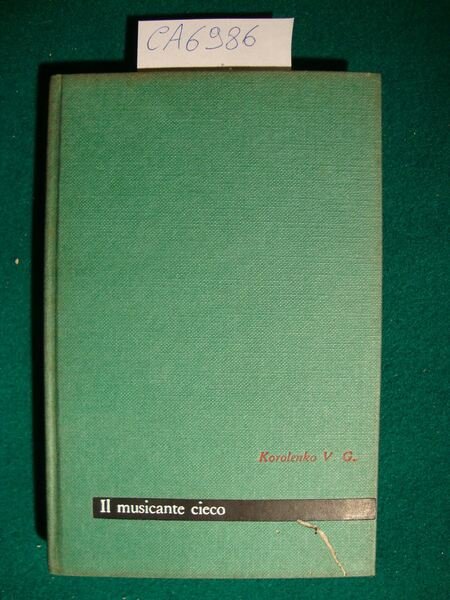 CA6986
Korolenko V. G.
Il musicante cieco